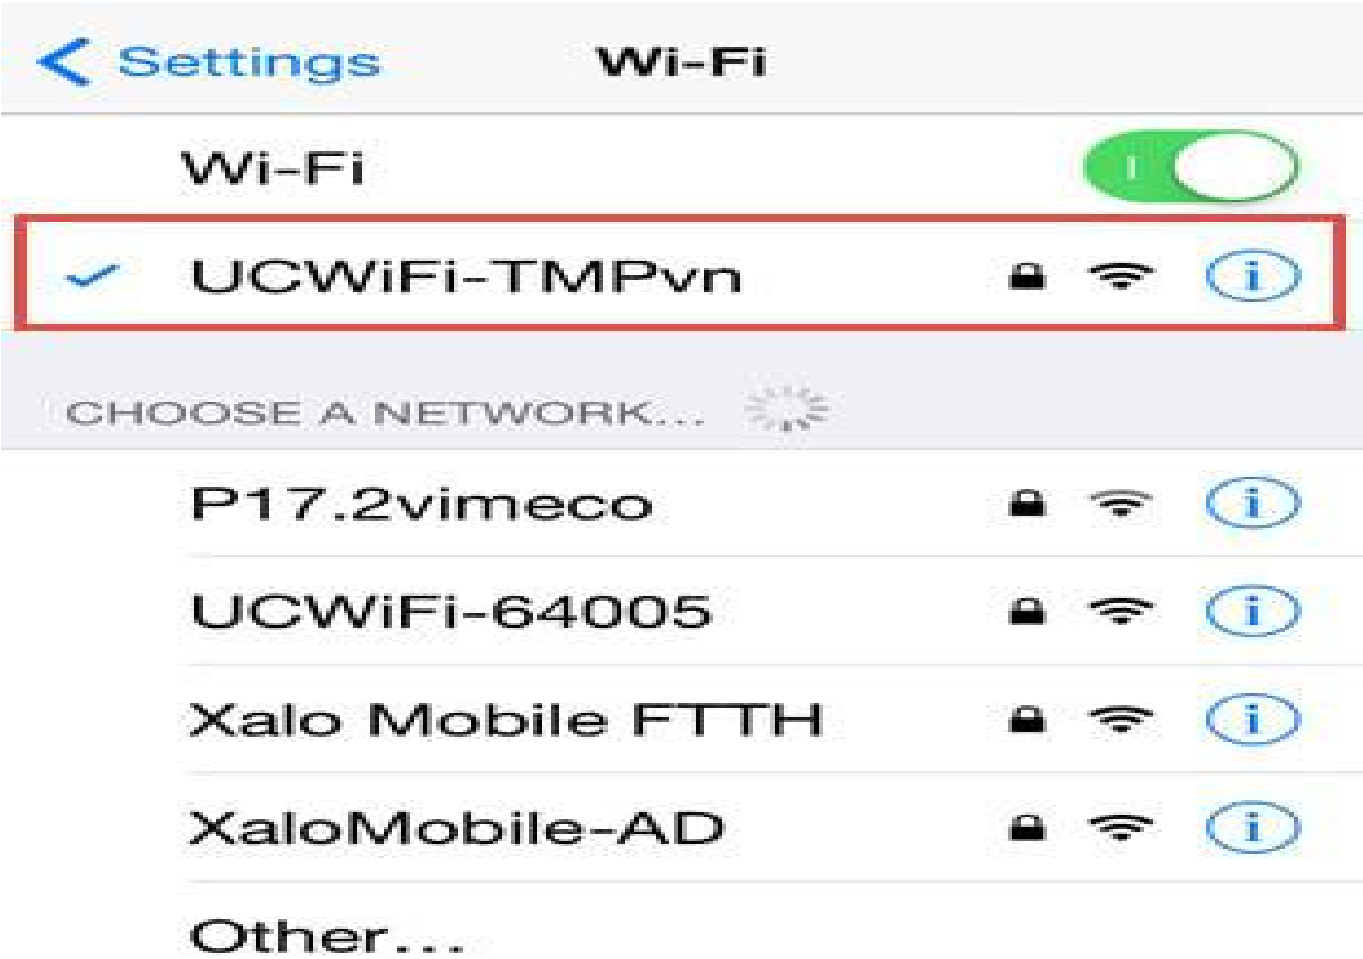 Settings Wi-Fi
Wi-Fi
UCWiFi-TMPvn
CHOOSE A NETWORK...
P17.2vimeco
UCWiFi-64005
Xalo Mobile FTTH
XaloMobile-AD
Other...